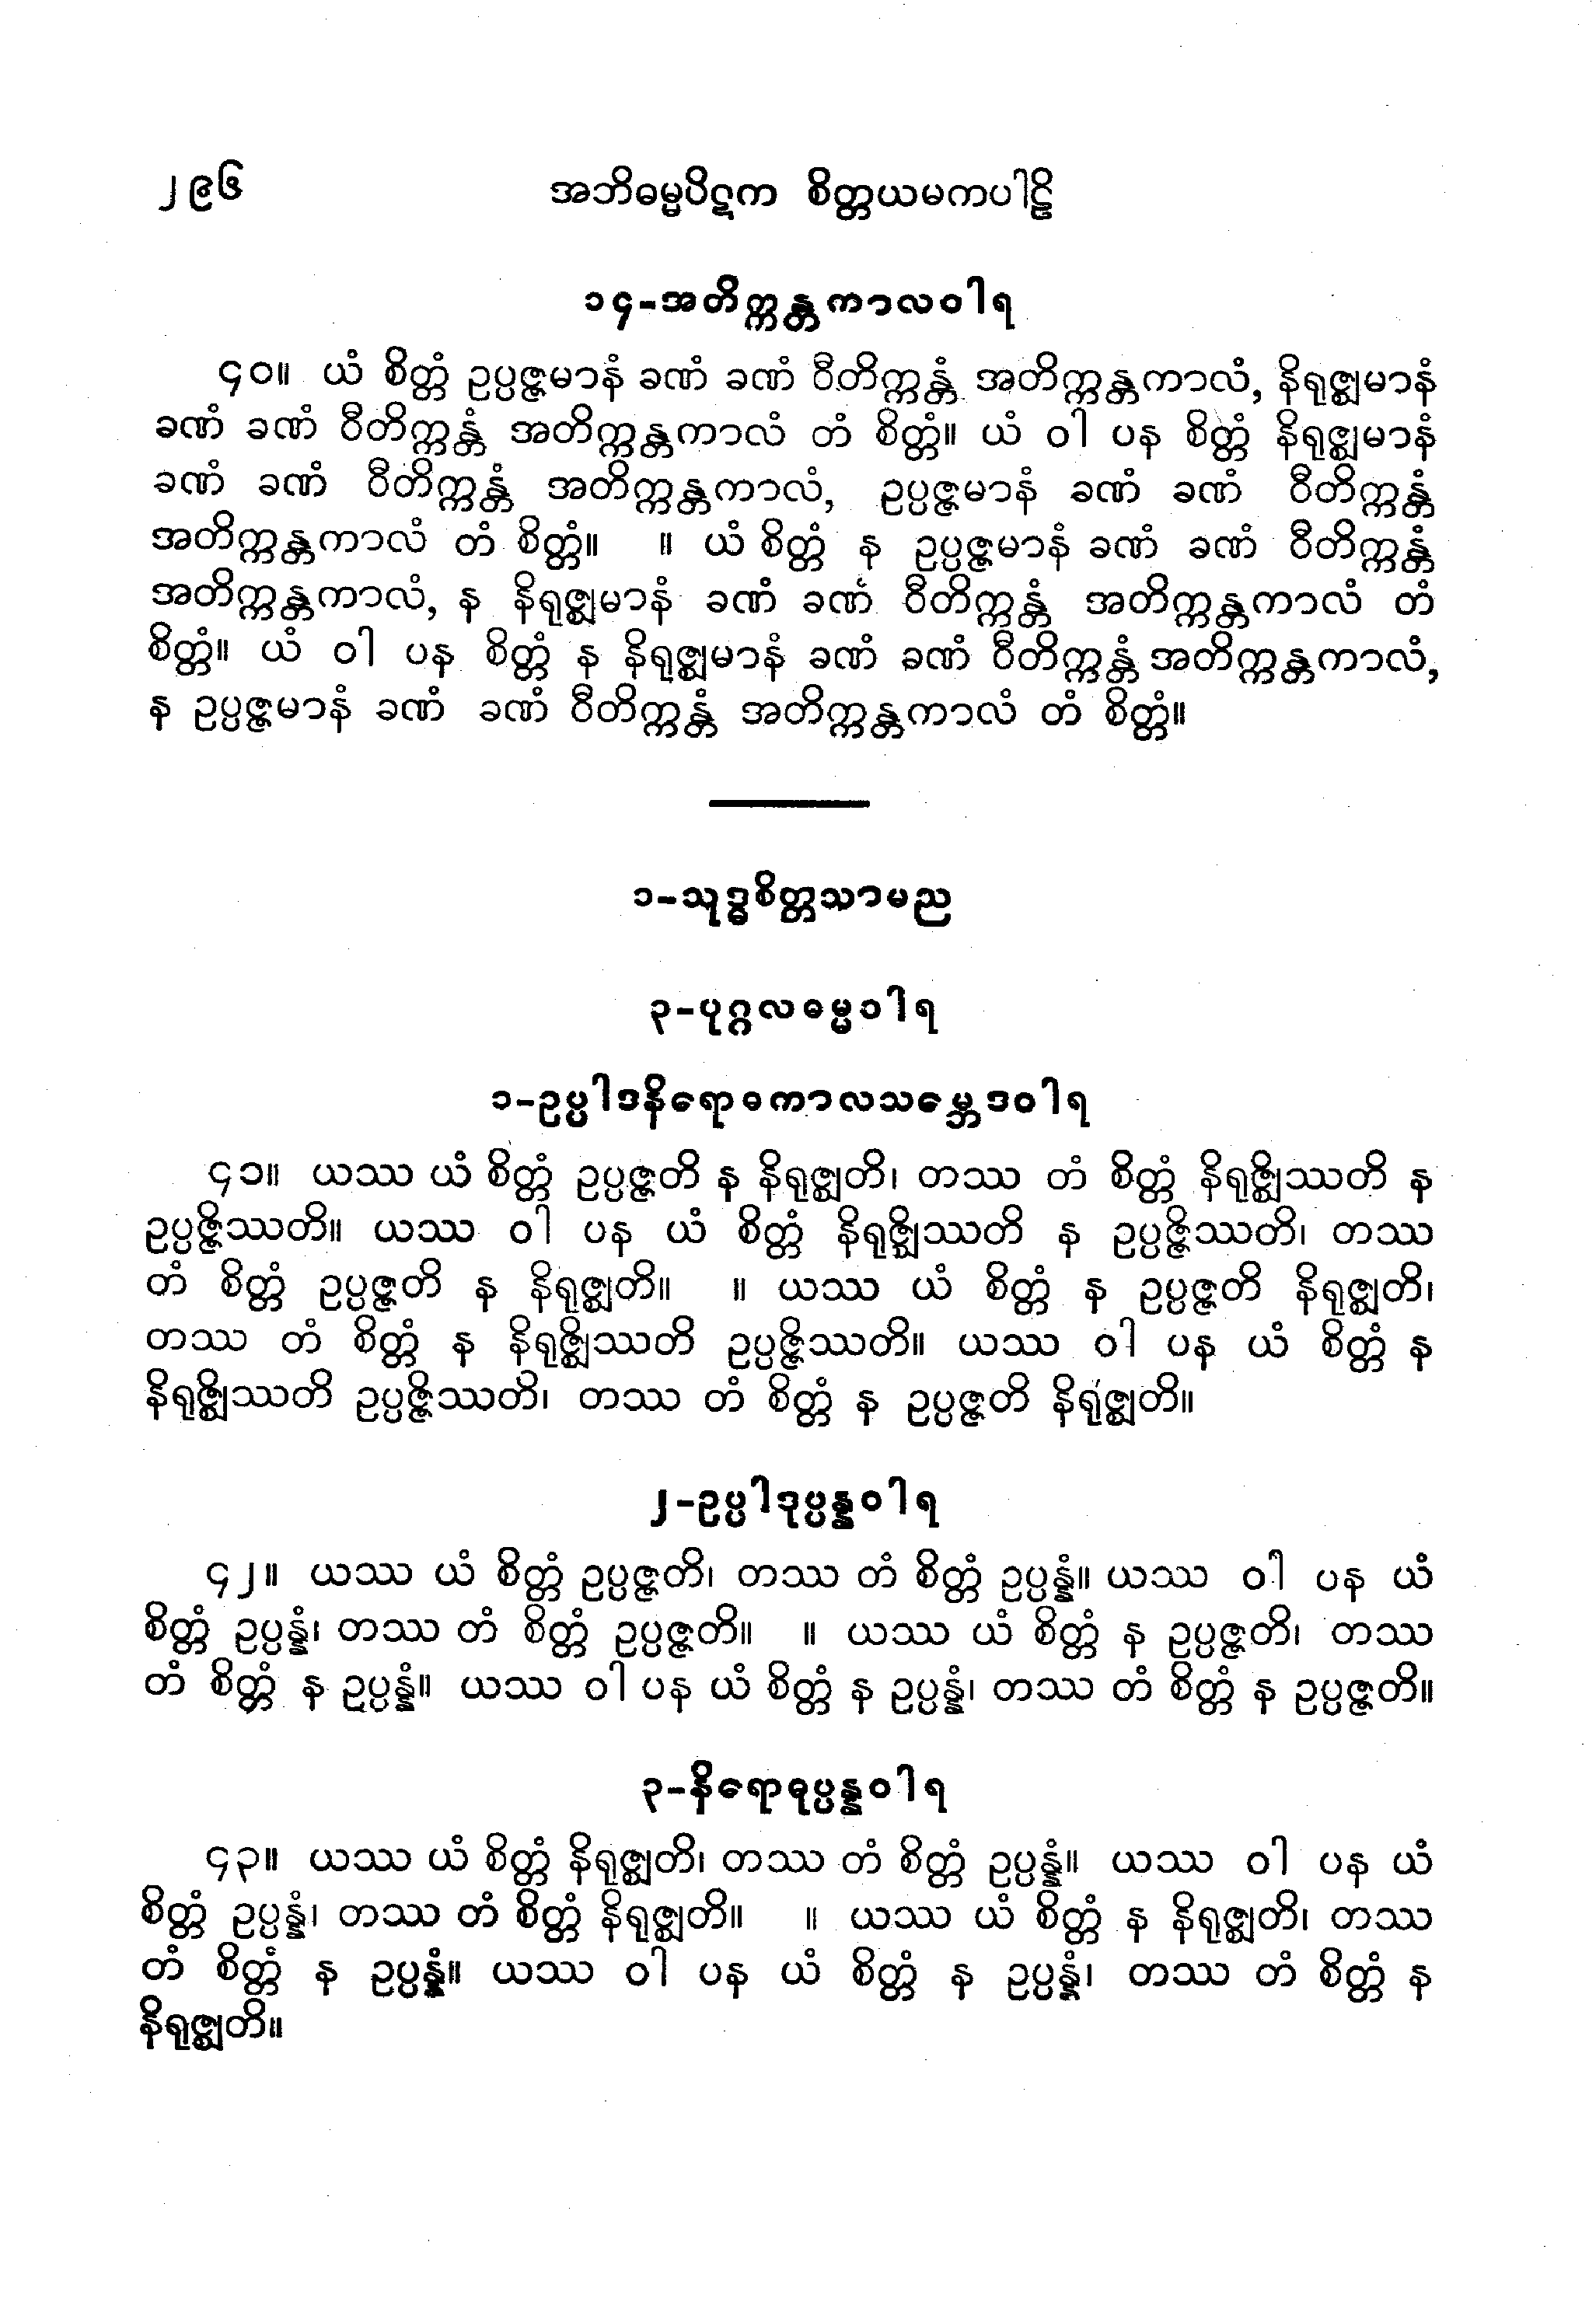 ၂၉၆ အဘိဓမ္မပိဋက စိတ္တယမကပါဠိ
၁၄-အတိက္ကန္တကာလဝါရ
၄၀။ ယံ စိတ္တံ ဥပ္ပဇ္ဇမာနံ ခဏံ ခဏံ ဝီတိက္ကန္တံ အတိက္ကန္တကာလံ, နိရုဇ္ဈမာနံ
ခဏံ ခဏံ ဝီတိက္ကန္တံ အတိက္ကန္တကာလံ တံ စိတ္တံ။ ယံ ဝါ ပန စိတ္တံ နိရုဇ္ဈမာနံ
ခဏံ ခဏံ ဝီတိက္ကန္တံ အတိက္ကန္တကာလံ, ဥပ္ပဇ္ဇမာနံ ခဏံ ခဏံ ဝီတိက္ကန္တံ
အတိက္ကန္တကာလံ တံ စိတ္တံ။ ။ ယံ စိတ္တံ န ဥပ္ပဇ္ဇမာနံ ခဏံ ခဏံ ဝီတိက္ကန္တံ
အတိက္ကန္တကာလံ, န နိရုဇ္ဈမာနံ ခဏံ ခဏံ ဝီတိက္ကန္တံ အတိက္ကန္တကာလံ တံ
စိတ္တံ။ ယံ ဝါ ပန စိတ္တံ န နိရုဇ္ဈမာနံ ခဏံ ခဏံ ဝီတိက္ကန္တံ အတိက္ကန္တကာလံ,
န ဥပ္ပဇ္ဇမာနံ ခဏံ ခဏံ ဝီတိက္ကန္တံ အတိက္ကန္တကာလံ တံ စိတ္တံ။
၁-သုဒ္ဓစိတ္တသာမည
၃-ပုဂ္ဂလဓမ္မဝါရ
၁-ဥပ္ပါဒနိရောဓကာလသမ္ဘေဒဝါရ
၄၁။ ယဿ ယံ စိတ္တံ ဥပ္ပဇ္ဇတိ န နိရုဇ္ဈတိ၊ တဿ တံ စိတ္တံ နိရုဇ္ဈိဿတိ န
ဥပ္ပဇ္ဇိဿတိ။ ယဿ ဝါ ပန ယံ စိတ္တံ နိရုဇ္ဈိဿတိ န ဥပ္ပဇ္ဇိဿတိ၊ တဿ
တံ စိတ္တံ ဥပ္ပဇ္ဇတိ န နိရုဇ္ဈတိ။ ။ ယဿ ယံ စိတ္တံ န ဥပ္ပဇ္ဇတိ နိရုဇ္ဈတိ၊
တဿ တံ စိတ္တံ န နိရုဇ္ဈိဿတိ ဥပ္ပဇ္ဇိဿတိ။ ယဿ ဝါ ပန ယံ စိတ္တံ န
နိရုဇ္ဈိဿတိ ဥပ္ပဇ္ဇိဿတိ၊ တဿ တံ စိတ္တံ န ဥပ္ပဇ္ဇတိ နိရုဇ္ဈတိ။
၂-ဥပ္ပါဒုပ္ပန္နဝါရ
၄၂။ ယဿ ယံ စိတ္တံ ဥပ္ပဇ္ဇတိ၊ တဿ တံ စိတ္တံ ဥပ္ပန္နံ။ ယဿ ဝါ ပန ယံ
စိတ္တံ ဥပ္ပန္နံ၊ တဿ တံ စိတ္တံ ဥပ္ပဇ္ဇတိ။ ။ ယဿ ယံ စိတ္တံ န ဥပ္ပဇ္ဇတိ၊ တဿ
တံ စိတ္တံ န ဥပ္ပန္နံ။ ယဿ ဝါ ပန ယံ စိတ္တံ န ဥပ္ပန္နံ၊ တဿ တံ စိတ္တံ န ဥပ္ပဇ္ဇတိ။
၃-နိရောဓုပ္ပန္နဝါရ
၄၃။ ယဿ ယံ စိတ္တံ နိရုဇ္ဈတိ၊ တဿ တံ စိတ္တံ ဥပ္ပန္နံ။ ယဿ ဝါ ပန ယံ
စိတ္တံ ဥပ္ပန္နံ၊ တဿ တံ စိတ္တံ နိရုဇ္ဈတိ။ ။ ယဿ ယံ စိတ္တံ န နိရုဇ္ဈတိ၊ တဿ
တံ စိတ္တံ န ဥပ္ပန္နံ။ ယဿ ဝါ ပန ယံ စိတ္တံ န ဥပ္ပန္နံ၊ တဿ တံ စိတ္တံ န
နိရုဇ္ဈတိ။